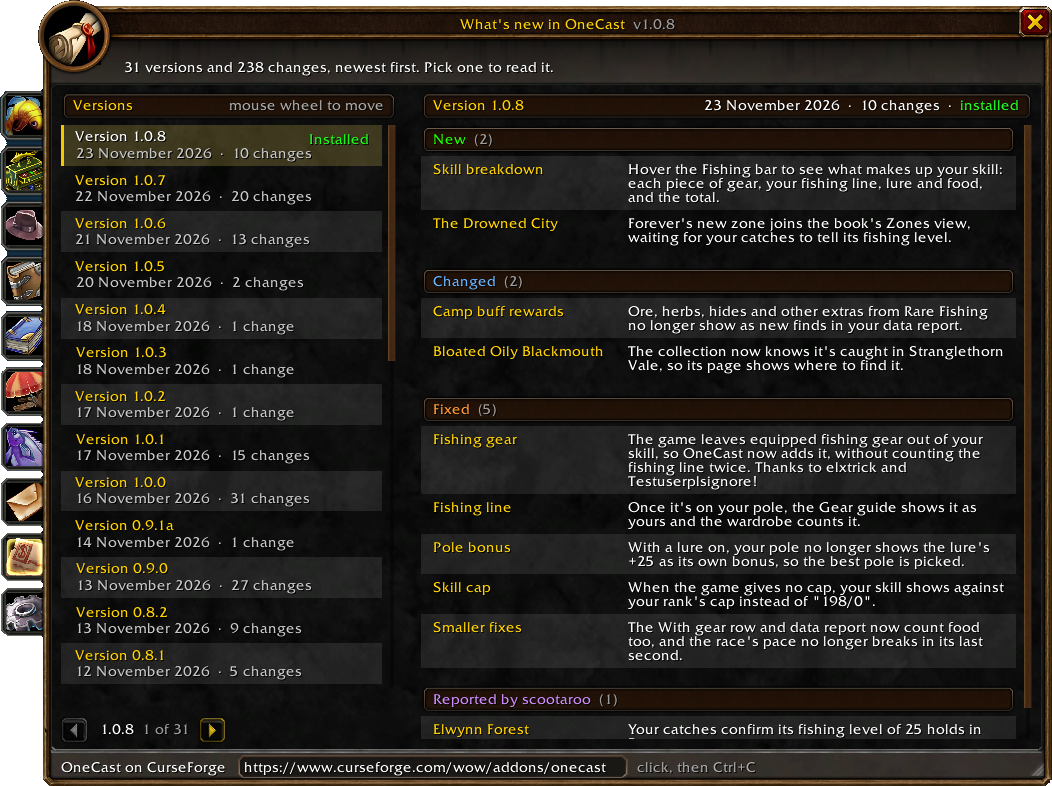 What's new in OneCast v1.0.8
31 versions and 238 changes, newest first. Pick one to read it.
Versions mouse wheel to move
Version 1.0.8 Installed
23 November 2026 · 10 changes
Version 1.0.7
22 November 2026 · 20 changes
Version 1.0.6
21 November 2026 · 13 changes
Version 1.0.5
20 November 2026 · 2 changes
Version 1.0.4
18 November 2026 · 1 change
Version 1.0.3
18 November 2026 · 1 change
Version 1.0.2
17 November 2026 · 1 change
Version 1.0.1
17 November 2026 · 15 changes
Version 1.0.0
16 November 2026 · 31 changes
Version 0.9.1a
14 November 2026 · 1 change
Version 0.9.0
13 November 2026 · 27 changes
Version 0.8.2
13 November 2026 · 9 changes
Version 0.8.1
12 November 2026 · 5 changes
1.0.8 1 of 31
Version 1.0.8 23 November 2026 · 10 changes · installed
New (2)
Skill breakdown Hover the Fishing bar to see what makes up your skill:
each piece of gear, your fishing line, lure and food,
and the total.
The Drowned City Forever's new zone joins the book's Zones view,
waiting for your catches to tell its fishing level.
Changed (2)
Camp buff rewards Ore, herbs, hides and other extras from Rare Fishing
no longer show as new finds in your data report.
Bloated Oily Blackmouth The collection now knows it's caught in Stranglethorn
Vale, so its page shows where to find it.
Fixed (5)
Fishing gear The game leaves equipped fishing gear out of your
skill, so OneCast now adds it, without counting the
fishing line twice. Thanks to elxtrick and
Testuserplsignore!
Fishing line Once it's on your pole, the Gear guide shows it as
yours and the wardrobe counts it.
Pole bonus With a lure on, your pole no longer shows the lure's
+25 as its own bonus, so the best pole is picked.
Skill cap When the game gives no cap, your skill shows against
your rank's cap instead of "198/0".
Smaller fixes The With gear row and data report now count food
too, and the race's pace no longer breaks in its last
second.
Reported by scootaroo (1)
Elwynn Forest Your catches confirm its fishing level of 25 holds in
OneCast on CurseForge https://www.curseforge.com/wow/addons/onecast click, then Ctrl+C